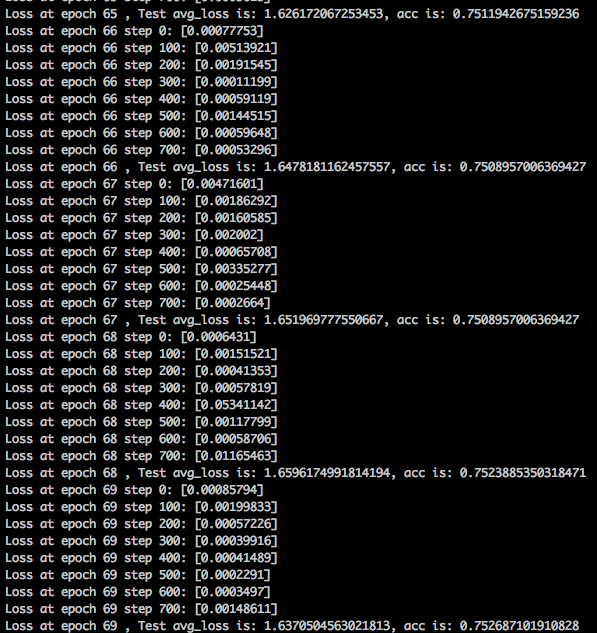 Loss at epoch 65 , Test avg_loss is: 1.626172067253453, acc is: 0.7511942675159236
Loss at epoch 66 step 0: [0.00077753]
Loss at epoch 66 step 100: [0.00513921]
Loss at epoch 66 step 200: [0.00191545]
Loss at epoch 66 step 300: [0.00011199]
Loss at epoch 66 step 400: [0.00059119]
Loss at epoch 66 step 500: [0.00144515]
Loss at epoch 66 step 600: [0.00059648]
Loss at epoch 66 step 700: [0.00053296]
Loss at epoch 66 , Test avg_loss is: 1.6478181162457557, acc is: 0.7508957006369427
Loss at epoch 67 step 0: [0.00471601]
Loss at epoch 67 step 100: [0.00186292]
Loss at epoch 67 step 200: [0.00160585]
Loss at epoch 67 step 300: [0.002002]
Loss at epoch 67 step 400: [0.00065708]
Loss at epoch 67 step 500: [0.00335277]
Loss at epoch 67 step 600: [0.00025448]
Loss at epoch 67 step 700: [0.0002664]
Loss at epoch 67 , Test avg_loss is: 1.651969777550667, acc is: 0.7508957006369427
Loss at epoch 68 step 0: [0.0006431]
Loss at epoch 68 step 100: [0.00151521]
Loss at epoch 68 step 200: [0.00041353]
Loss at epoch 68 step 300: [0.00057819]
Loss at epoch 68 step 400: [0.05341142]
Loss at epoch 68 step 500: [0.00117799]
Loss at epoch 68 step 600: [0.00058706]
Loss at epoch 68 step 700: [0.01165463]
Loss at epoch 68 , Test avg_loss is: 1.6596174991814194, acc is: 0.7523885350318471
Loss at epoch 69 step 0: [0.00085794]
Loss at epoch 69 step 100: [0.00199833]
Loss at epoch 69 step 200: [0.00057226]
Loss at epoch 69 step 300: [0.00039916]
Loss at epoch 69 step 400: [0.00041489]
Loss at epoch 69 step 500: [0.0002291]
Loss at epoch 69 step 600: [0.0003497]
Loss at epoch 69 step 700: [0.00148611]
Loss at epoch 69 , Test avg_loss is: 1.6370504563021813, acc is: 0.752687101910828